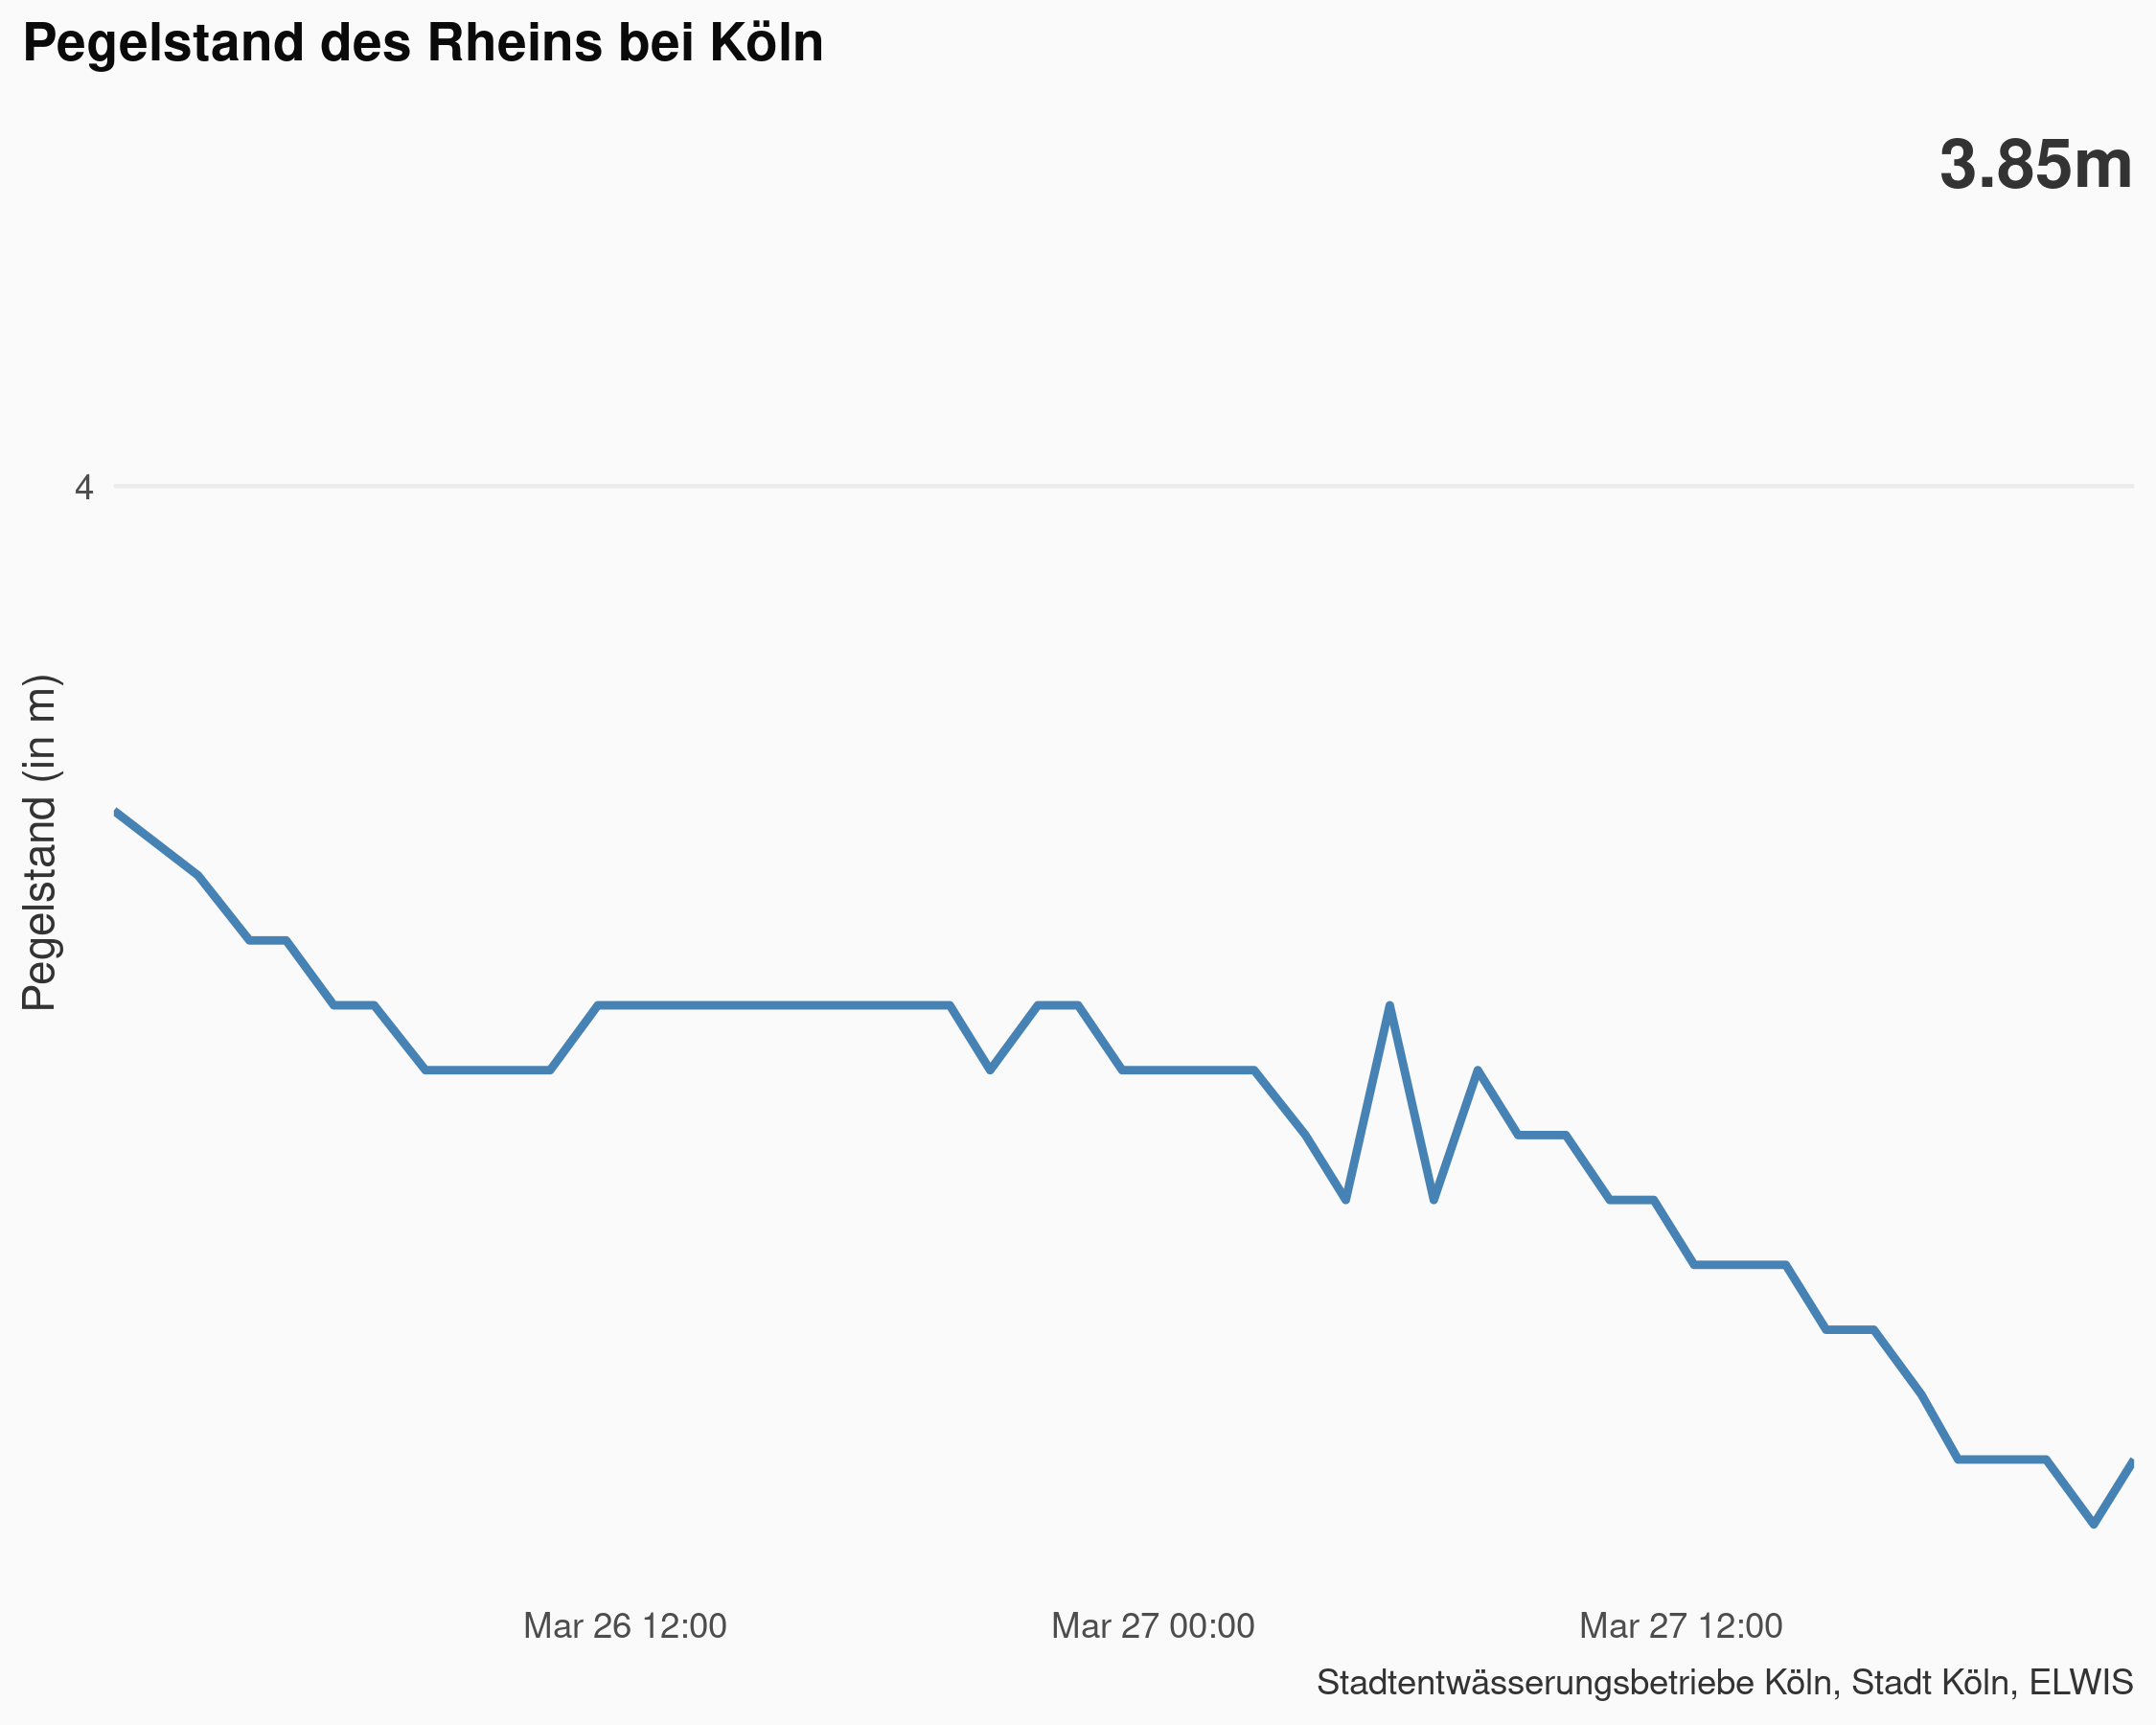 Pegelstand des Rheins bei Köln
3.85m
4
Pegelstand (in m)
Mar 26 12:00
Mar 27 00:00
Mar 27 12:00
Stadtentwässerungsbetriebe Köln, Stadt Köln, ELWIS